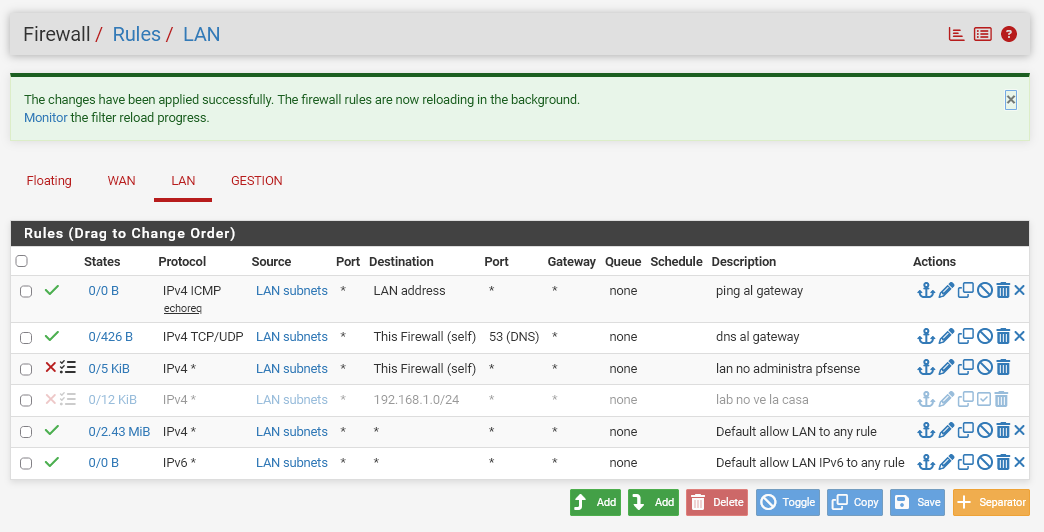 Firewall / Rules / LAN
The changes have been applied successfully. The firewall rules are now reloading in the background.
Monitor the filter reload progress.
Floating WAN LAN GESTION
Rules (Drag to Change Order)
States Protocol Source Port Destination Port Gateway Queue Schedule Description Actions
0/0 B IPv4 ICMP LAN subnets * LAN address * * none ping al gateway
echoreq
0/426 B IPv4 TCP/UDP LAN subnets * This Firewall (self) 53 (DNS) * none dns al gateway
0/5 KiB IPv4 * LAN subnets * This Firewall (self) * * none lan no administra pfsense
0/12 KiB IPv4 * LAN subnets * 192.168.1.0/24 * * none lab no ve la casa
0/2.43 MiB IPv4 * LAN subnets * * * * none Default allow LAN to any rule
0/0 B IPv6 * LAN subnets * * * * none Default allow LAN IPv6 to any rule
Add Add Delete Toggle Copy Save Separator